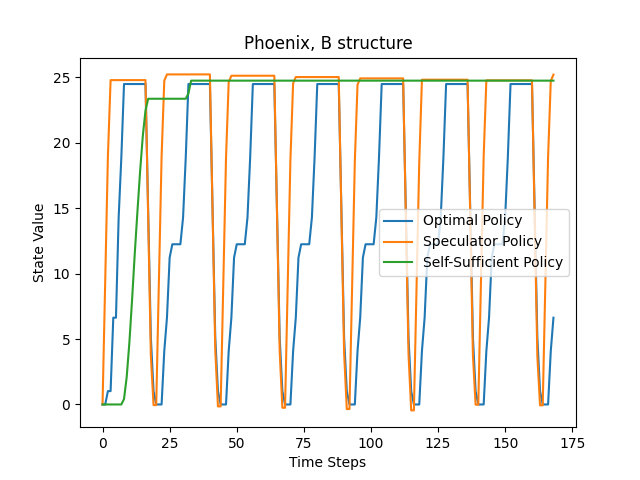 Phoenix, B structure
State Value
25
20
15
10
5
0
Optimal Policy
Speculator Policy
Self-Sufficient Policy
0 25 50 75 100 125 150 175
Time Steps